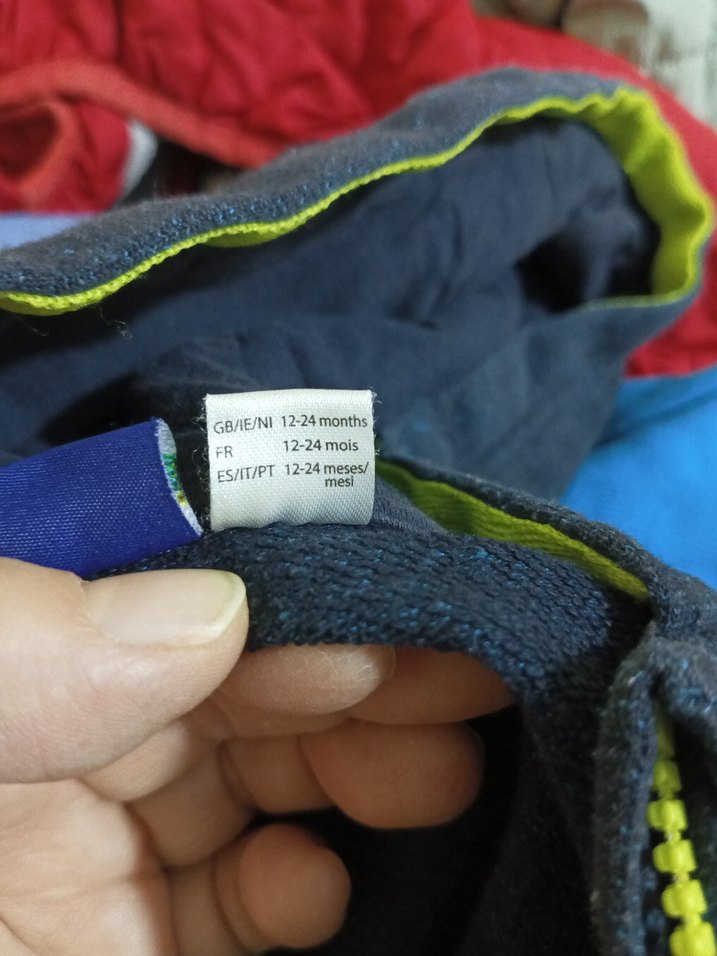 GB/IE/NI 12-24 months
FR 12-24 mois
ES/IT/PT 12-24 meses/
mesi